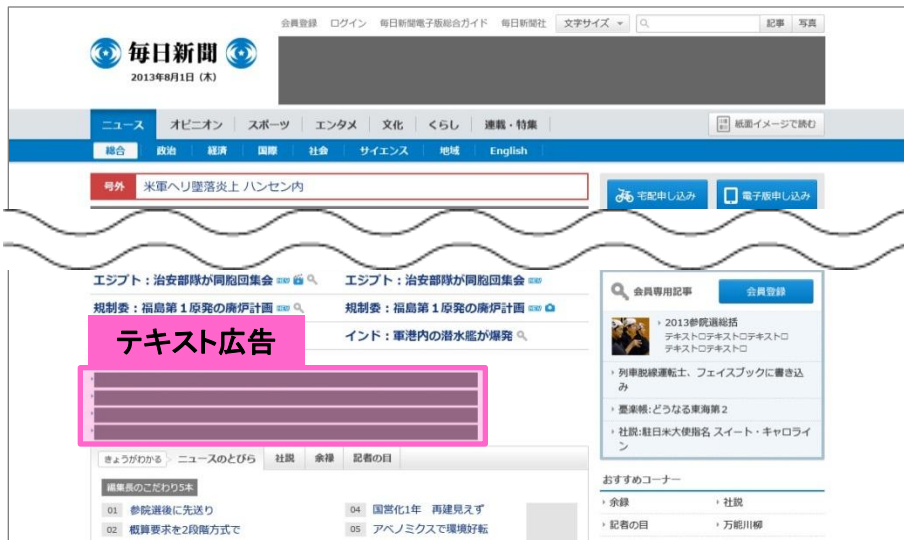 会員登録 ログイン 毎日新聞電子版総合ガイド 毎日新聞社 文字サイズ 記事 写真
毎日新聞
2013年8月1日（木）
ニュース オピニオン スポーツ エンタメ 文化 くらし 連載・特集 紙面イメージで読む
総合 政治 経済 国際 社会 サイエンス 地域 English
号外 米軍ヘリ墜落炎上 ハンセン内
宅配申し込み 電子版申し込み
エジプト：治安部隊が同胞団集会 エジプト：治安部隊が同胞団集会
規制委：福島第１原発の廃炉計画 規制委：福島第１原発の廃炉計画
テキスト広告
インド：軍港内の潜水艦が爆発
きょうがわかる ニュースのとびら 社説 余禄 記者の目
編集長のこだわり5本
01 参院選後に先送り
02 概算要求を2段階方式で
04 国営化1年 再建見えず
05 アベノミクスで環境好転
会員専用記事 会員登録
2013参院選総括
テキスト□テキスト□テキスト□
テキスト□テキスト□
列車脱線運転士、フェイスブックに書き込
み
憂楽帳:どうなる東海第２
社説:駐日米大使指名 スイート・キャロライ
ン
おすすめコーナー
余録 社説
記者の目 万能川柳